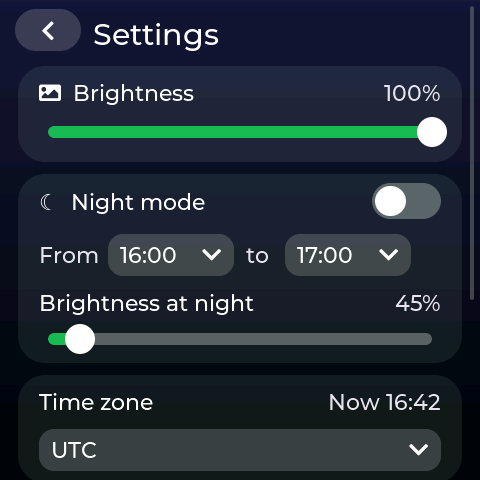 Settings
Brightness 100%
Night mode
From 16:00 to 17:00
Brightness at night 45%
Time zone Now 16:42
UTC